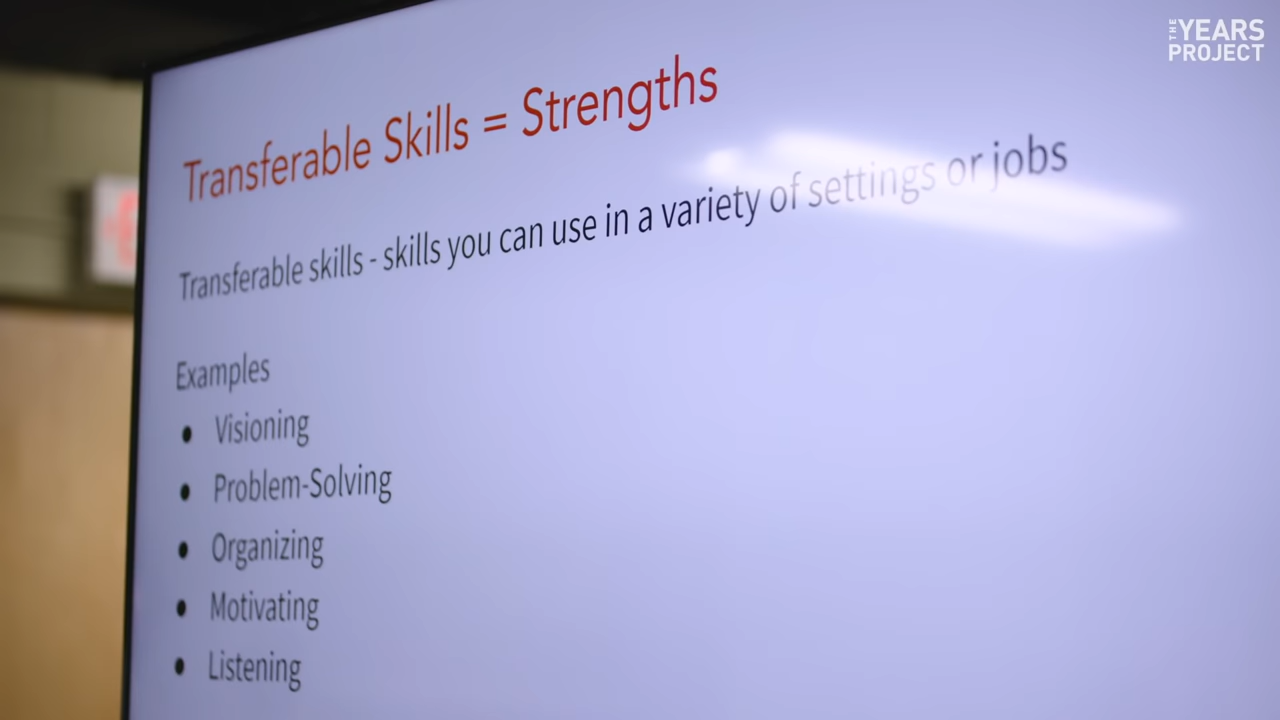 THE YEARS
PROJECT
Transferable Skills = Strengths
Transferable skills - skills you can use in a variety of settings or jobs
Examples
● Visioning
● Problem-Solving
● Organizing
● Motivating
● Listening